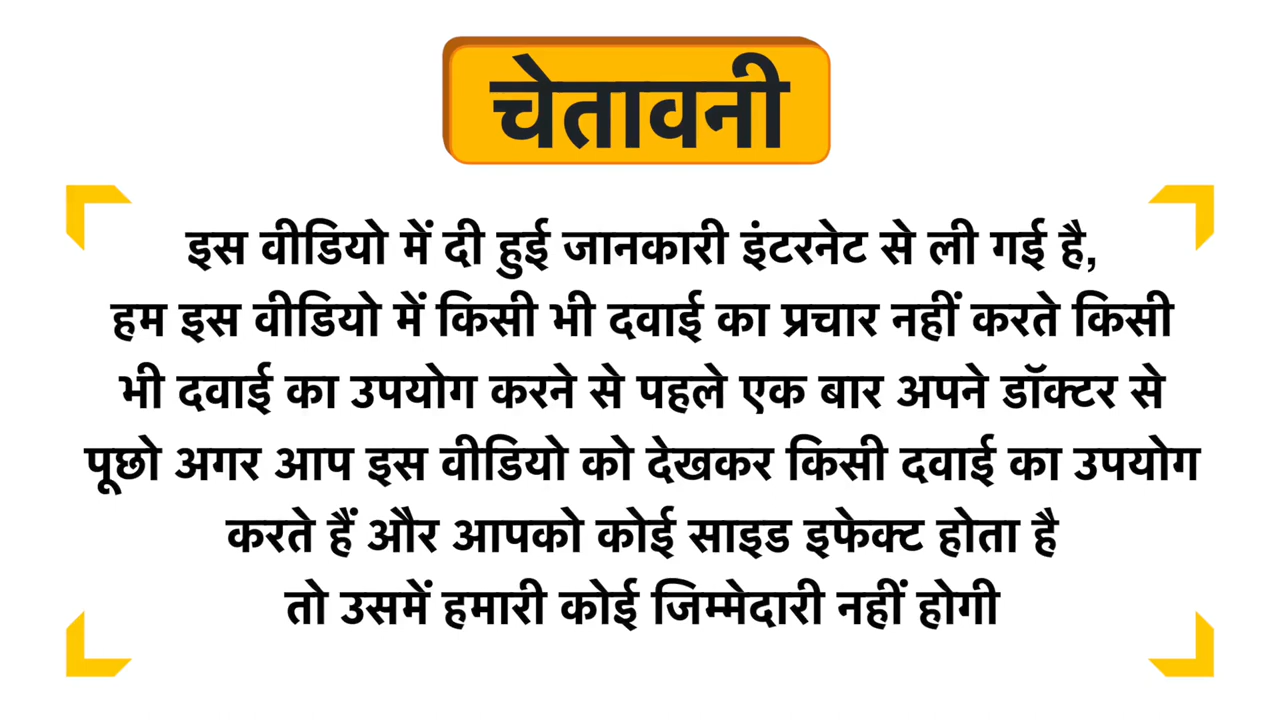 चेतावनी
इस वीडियो में दी हुई जानकारी इंटरनेट से ली गई है,
हम इस वीडियो में किसी भी दवाई का प्रचार नहीं करते किसी
भी दवाई का उपयोग करने से पहले एक बार अपने डॉक्टर से
पूछो अगर आप इस वीडियो को देखकर किसी दवाई का उपयोग
करते हैं और आपको कोई साइड इफेक्ट होता है
तो उसमें हमारी कोई जिम्मेदारी नहीं होगी